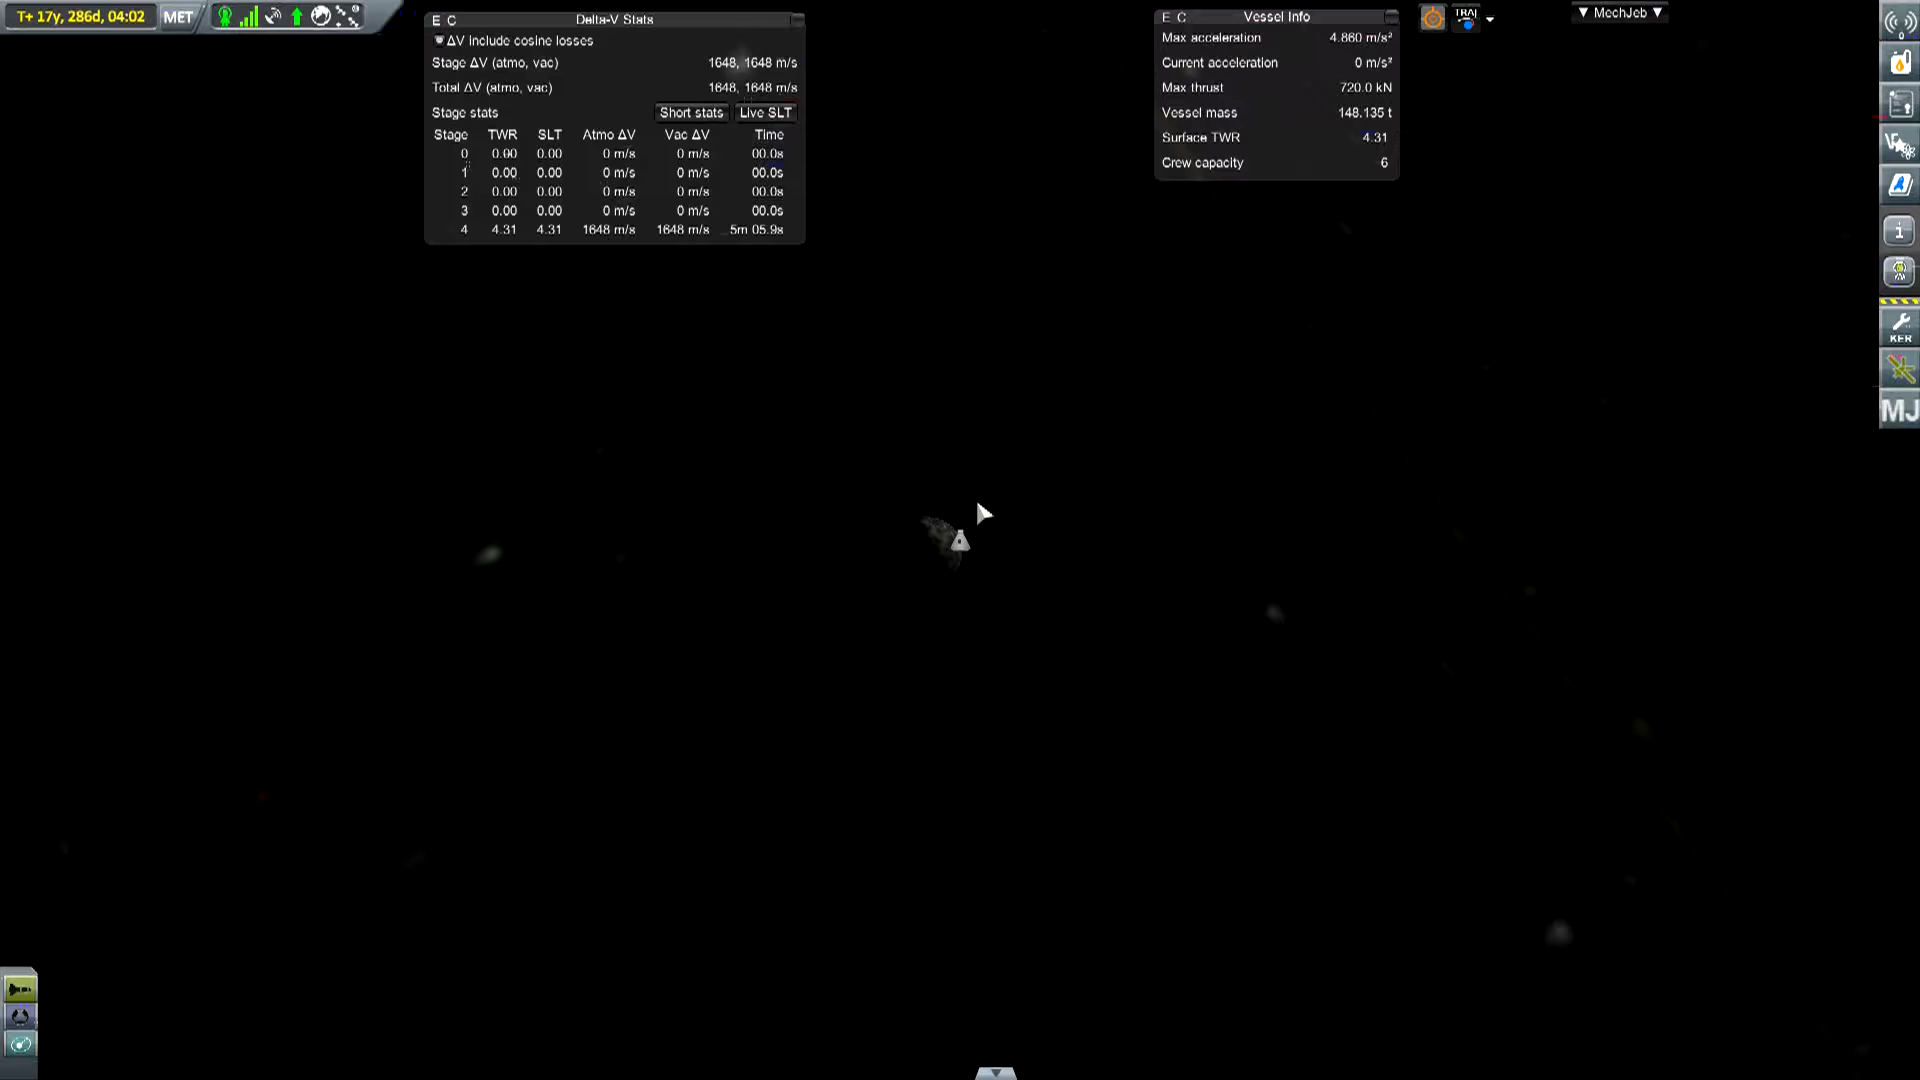 T+ 17y, 286d, 04:02 MET
E C Delta-V Stats
ΔV include cosine losses
Stage ΔV (atmo, vac) 1648, 1648 m/s
Total ΔV (atmo, vac) 1648, 1648 m/s
Stage stats Short stats Live SLT
Stage TWR SLT Atmo ΔV Vac ΔV Time
0 0.00 0.00 0 m/s 0 m/s 00.0s
1 0.00 0.00 0 m/s 0 m/s 00.0s
2 0.00 0.00 0 m/s 0 m/s 00.0s
3 0.00 0.00 0 m/s 0 m/s 00.0s
4 4.31 4.31 1648 m/s 1648 m/s 5m 05.9s
E C Vessel Info
Max acceleration 4.860 m/s²
Current acceleration 0 m/s²
Max thrust 720.0 kN
Vessel mass 148.135 t
Surface TWR 4.31
Crew capacity 6
TRAJ
▼ MechJeb ▼
0
i
KER
MJ